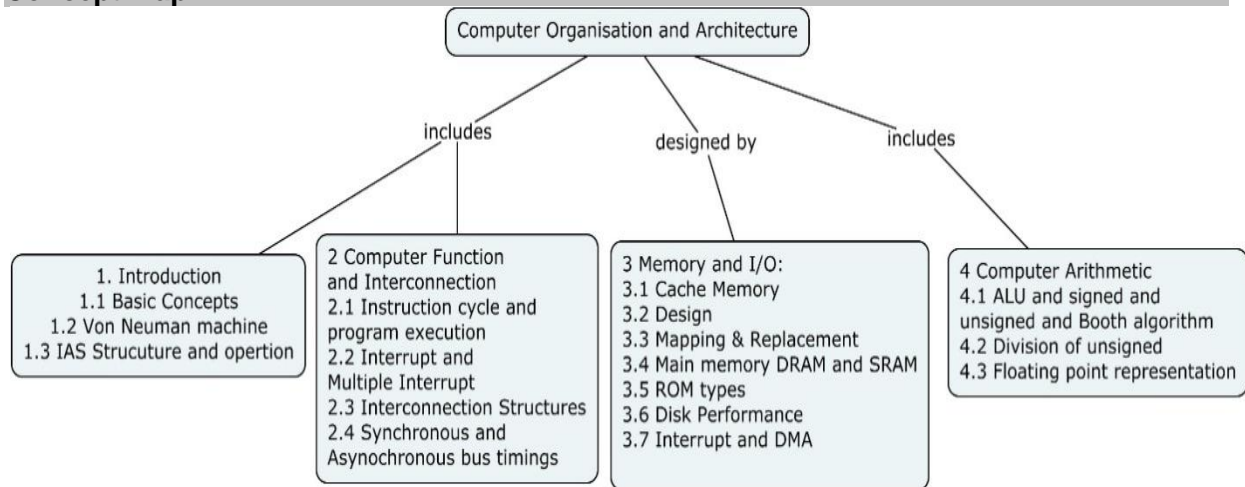 Computer Organisation and Architecture
includes
designed by
includes
1. Introduction
1.1 Basic Concepts
1.2 Von Neuman machine
1.3 IAS Strucuture and opertion
2 Computer Function
and Interconnection
2.1 Instruction cycle and
program execution
2.2 Interrupt and
Multiple Interrupt
2.3 Interconnection Structures
2.4 Synchronous and
Asynochronous bus timings
3 Memory and I/O:
3.1 Cache Memory
3.2 Design
3.3 Mapping & Replacement
3.4 Main memory DRAM and SRAM
3.5 ROM types
3.6 Disk Performance
3.7 Interrupt and DMA
4 Computer Arithmetic
4.1 ALU and signed and
unsigned and Booth algorithm
4.2 Division of unsigned
4.3 Floating point representation